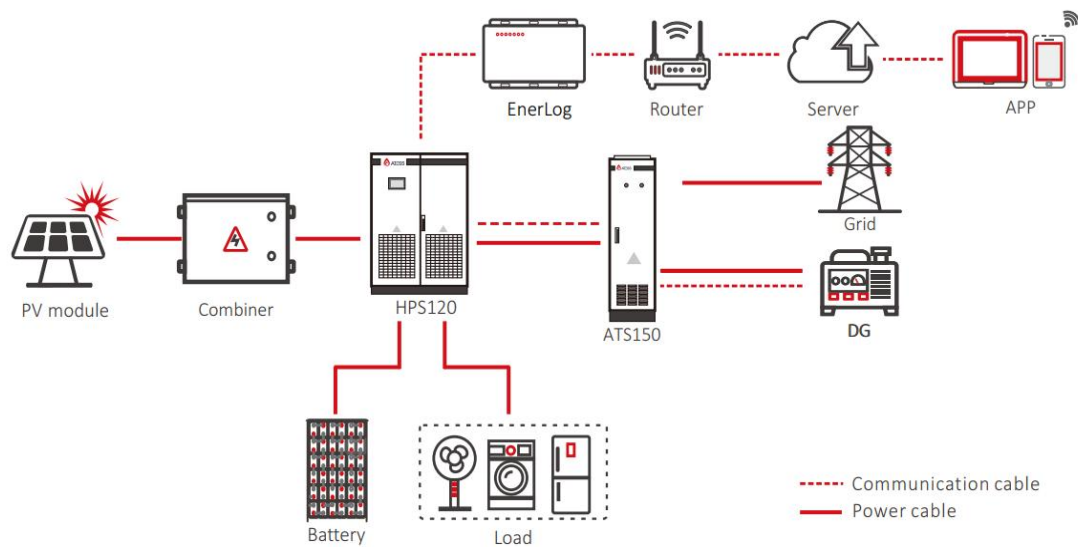 EnerLog
Router
Server
APP
Grid
PV module
Combiner
HPS120
ATS150
DG
Battery
Load
Communication cable
Power cable